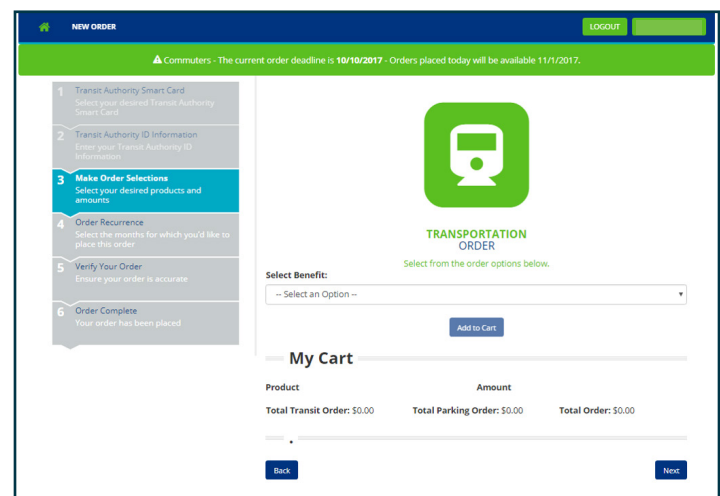 NEW ORDER
LOGOUT
Commuters - The current order deadline is 10/10/2017 - Orders placed today will be available 11/1/2017.
1 Transit Authority Smart Card
Select your desired Transit Authority
Smart Card
2 Transit Authority ID Information
Enter your Transit Authority ID
Information
3 Make Order Selections
Select your desired products and
amounts
4 Order Recurrence
Select the months for which you'd like to
place this order
5 Verify Your Order
Ensure your order is accurate
6 Order Complete
Your order has been placed
TRANSPORTATION
ORDER
Select from the order options below.
Select Benefit:
-- Select an Option --
Add to Cart
My Cart
Product Amount
Total Transit Order: $0.00 Total Parking Order: $0.00 Total Order: $0.00
.
Back Next